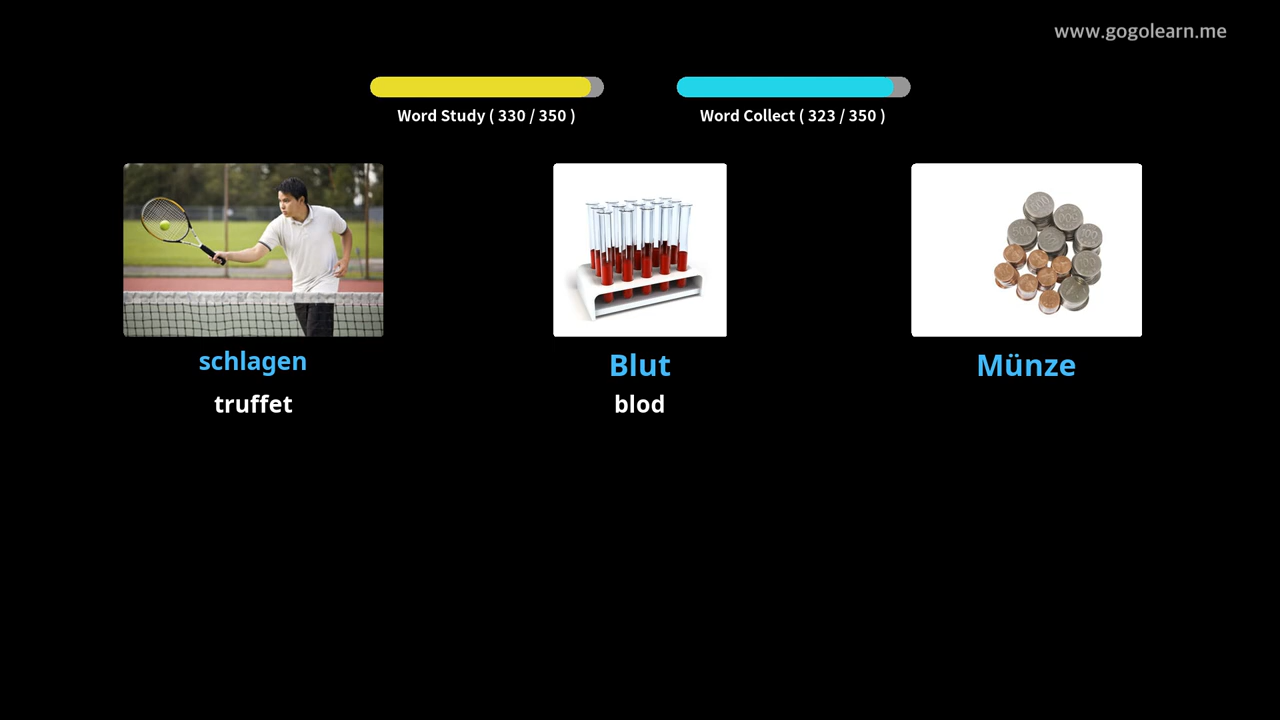 www.gogolearn.me
Word Study ( 330 / 350 )
Word Collect ( 323 / 350 )
schlagen
Blut
Münze
truffet
blod